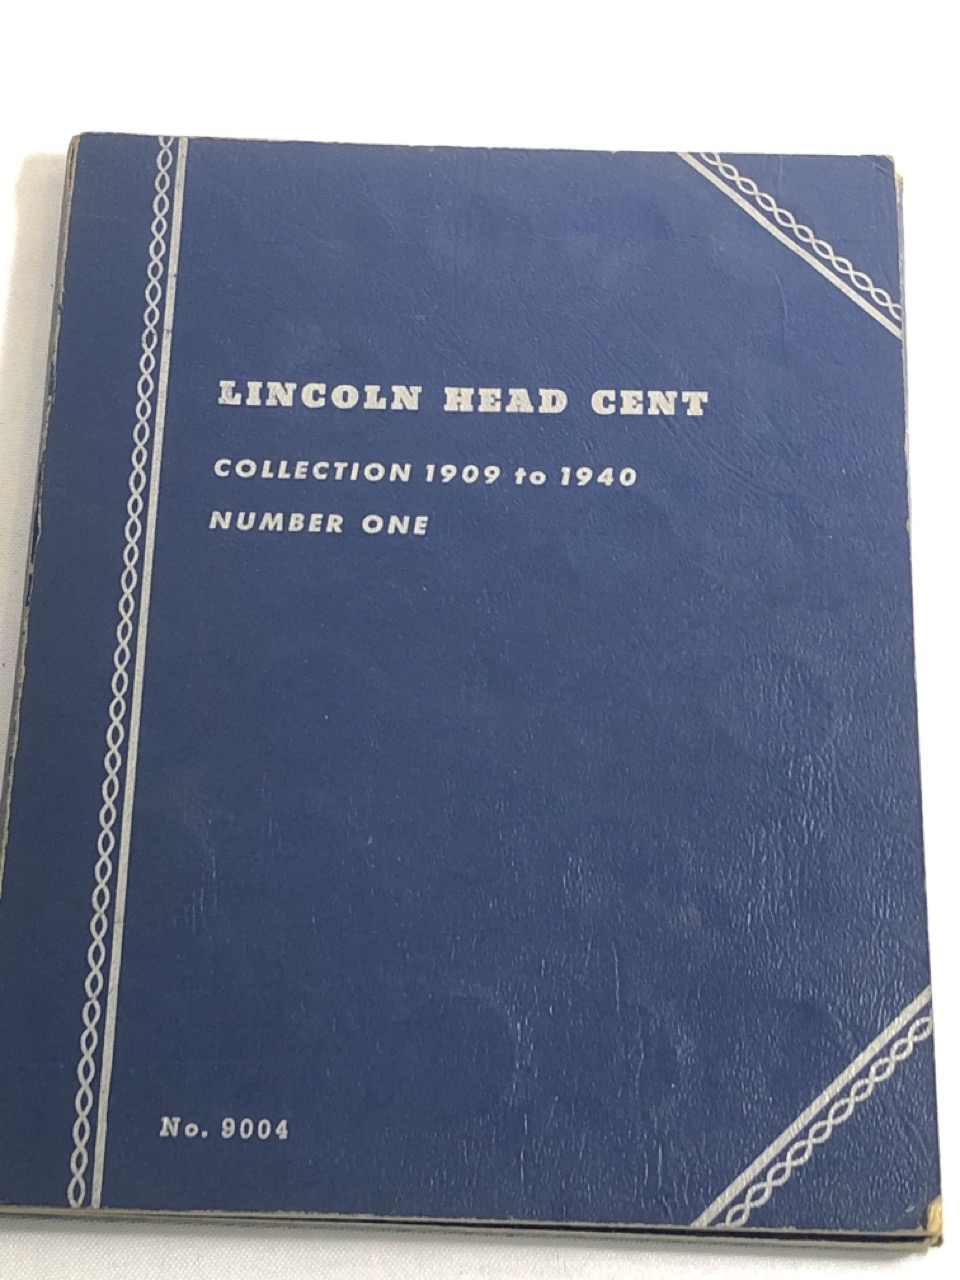 LINCOLN HEAD CENT
COLLECTION 1909 to 1940
NUMBER ONE
No. 9004